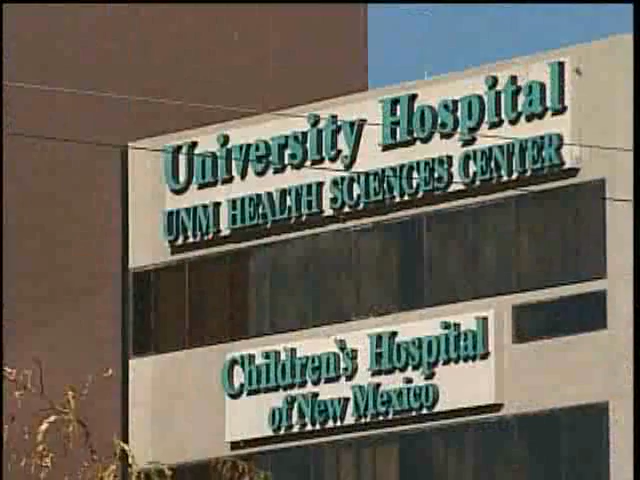 University Hospital
UNM HEALTH SCIENCES CENTER
Children's Hospital
of New Mexico